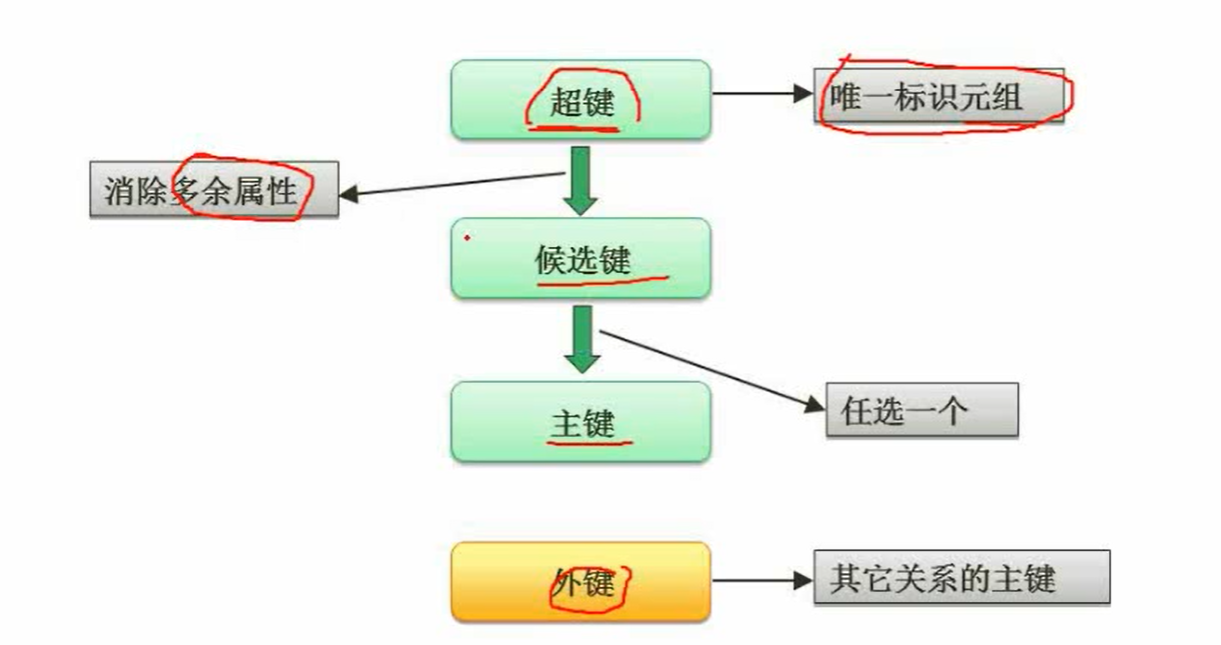 超键
唯一标识元组
消除多余属性
候选键
主键
任选一个
外键
其它关系的主键